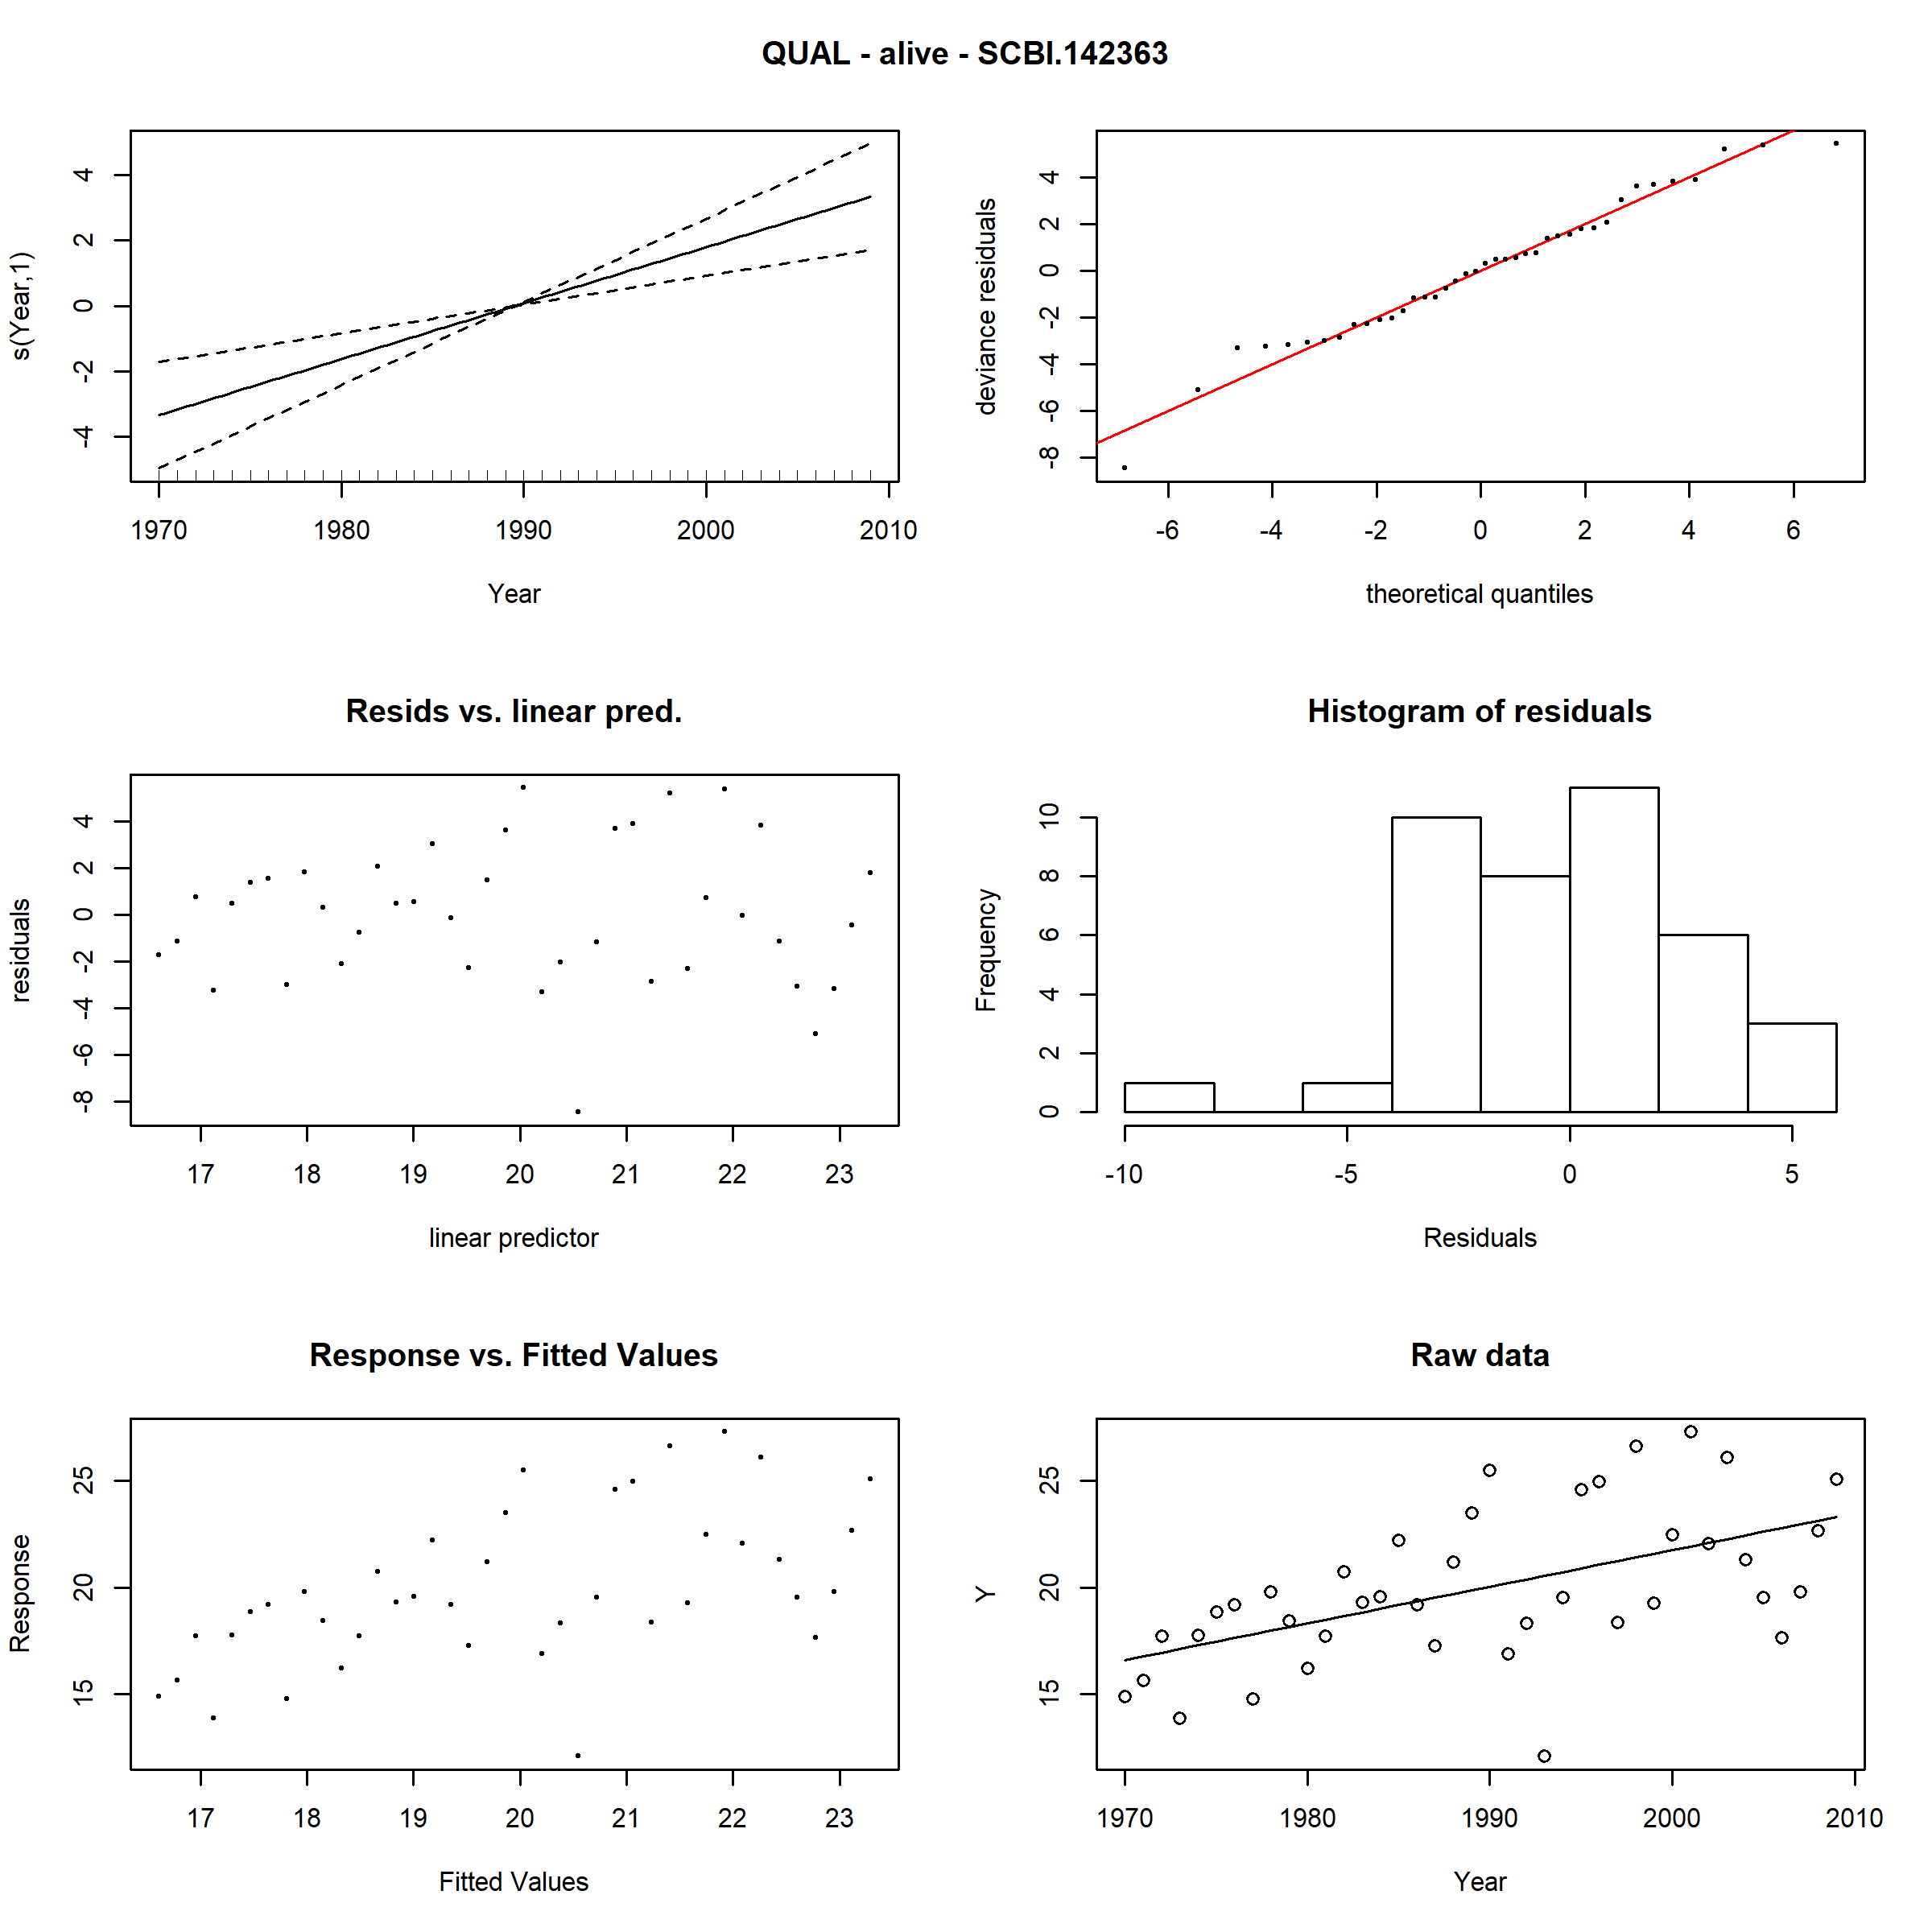 QUAL - alive - SCBI.142363
s(Year,1)
4
2
0
-2
-4
1970 1980 1990 2000 2010
Year
deviance residuals
4
2
0
-2
-4
-6
-8
-6 -4 -2 0 2 4 6
theoretical quantiles
Resids vs. linear pred.
residuals
4
2
0
-2
-4
-6
-8
17 18 19 20 21 22 23
linear predictor
Histogram of residuals
Frequency
10
8
6
4
2
0
-10 -5 0 5
Residuals
Response vs. Fitted Values
Response
25
20
15
17 18 19 20 21 22 23
Fitted Values
Raw data
Y
25
20
15
1970 1980 1990 2000 2010
Year